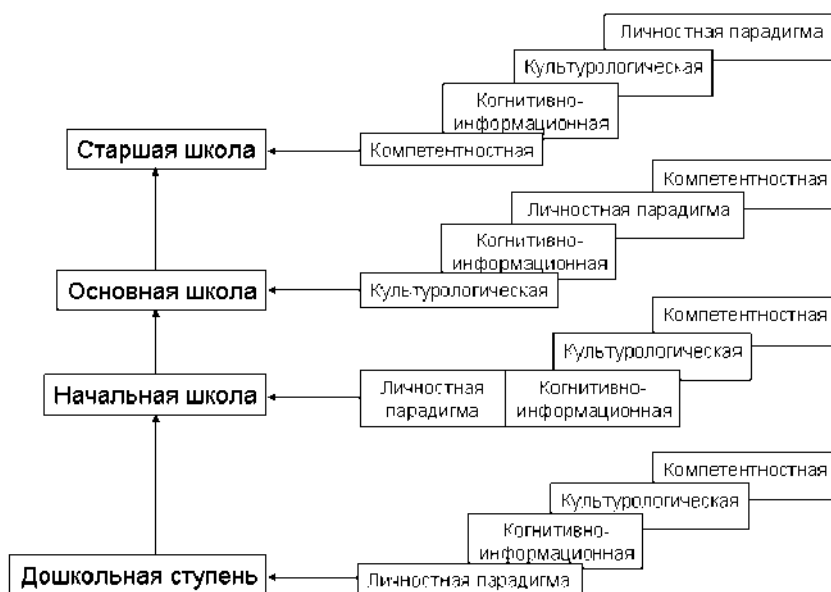 Личностная парадигма
Культурологическая
Когнитивно-
информационная
Старшая школа
Компетентностная
Компетентностная
Личностная парадигма
Когнитивно-
информационная
Основная школа
Культурологическая
Компетентностная
Культурологическая
Начальная школа
Личностная
парадигма
Когнитивно-
информационная
Компетентностная
Культурологическая
Когнитивно-
информационная
Дошкольная ступень
Личностная парадигма